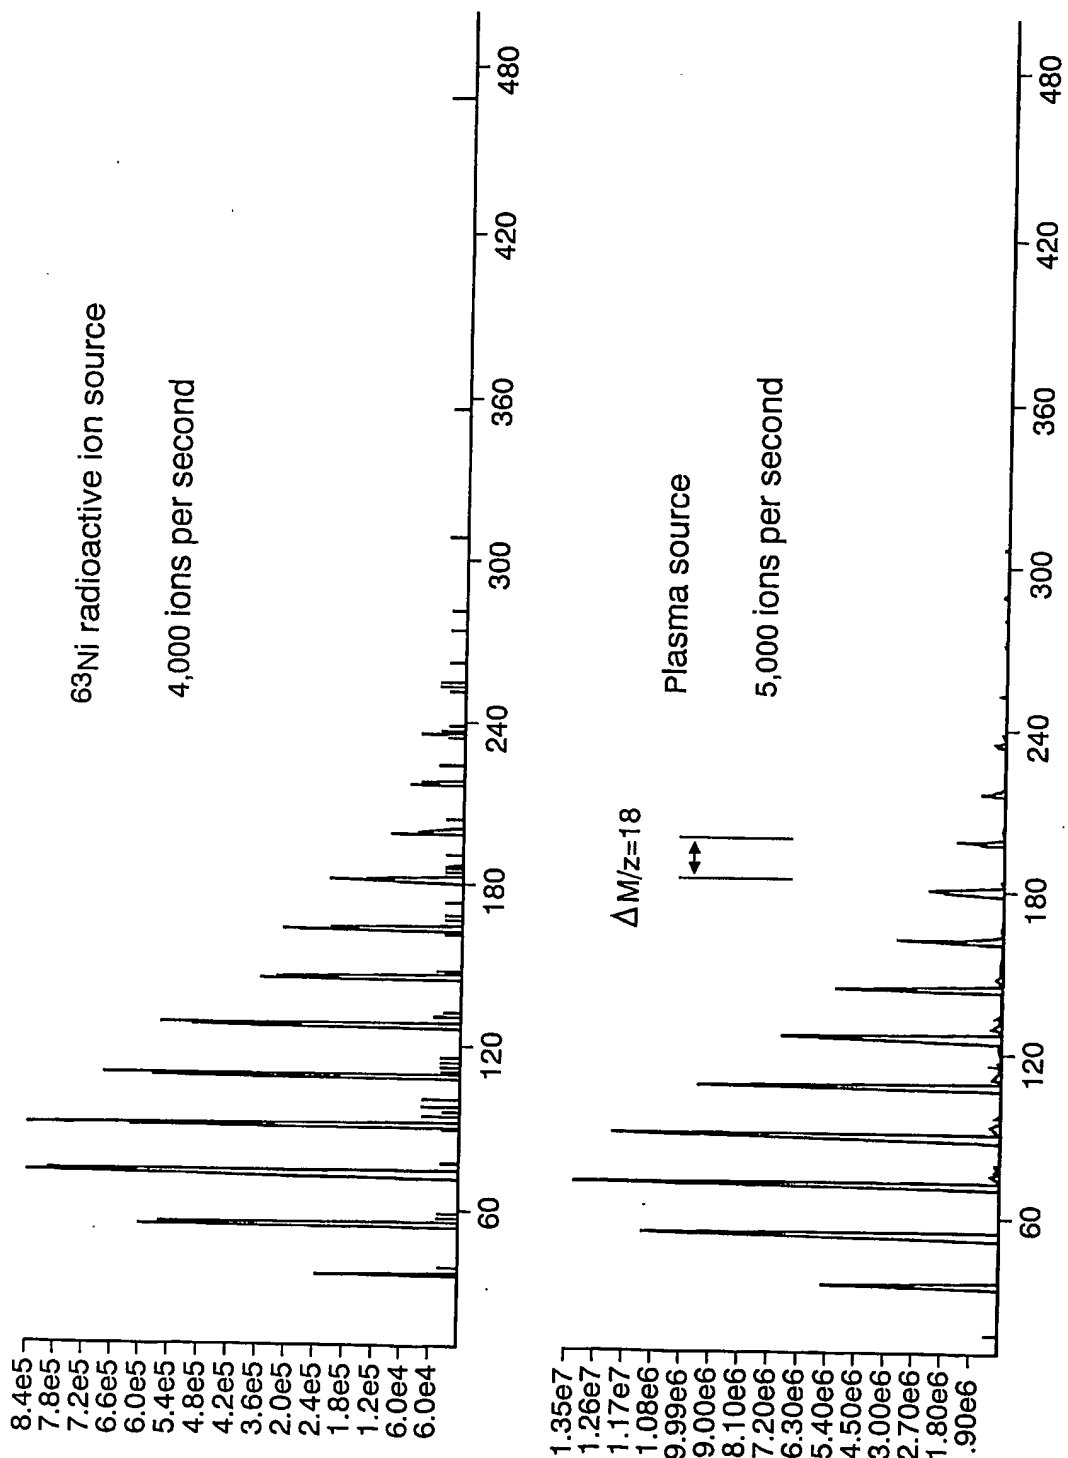 8.4e5
7.8e5
7.2e5
6.6e5
6.0e5
5.4e5
4.8e5
4.2e5
3.6e5
2.0e5
2.4e5
1.8e5
1.2e5
6.0e4
6.0e4
63Ni radioactive ion source
4,000 ions per second
60
120
180
240
300
360
420
480
1.35e7
1.26e7
1.17e7
1.08e6
9.99e6
9.00e6
8.10e6
7.20e6
6.30e6
5.40e6
4.50e6
3.00e6
2.70e6
1.80e6
.90e6
ΔM/z=18
Plasma source
5,000 ions per second
60
120
180
240
300
360
420
480